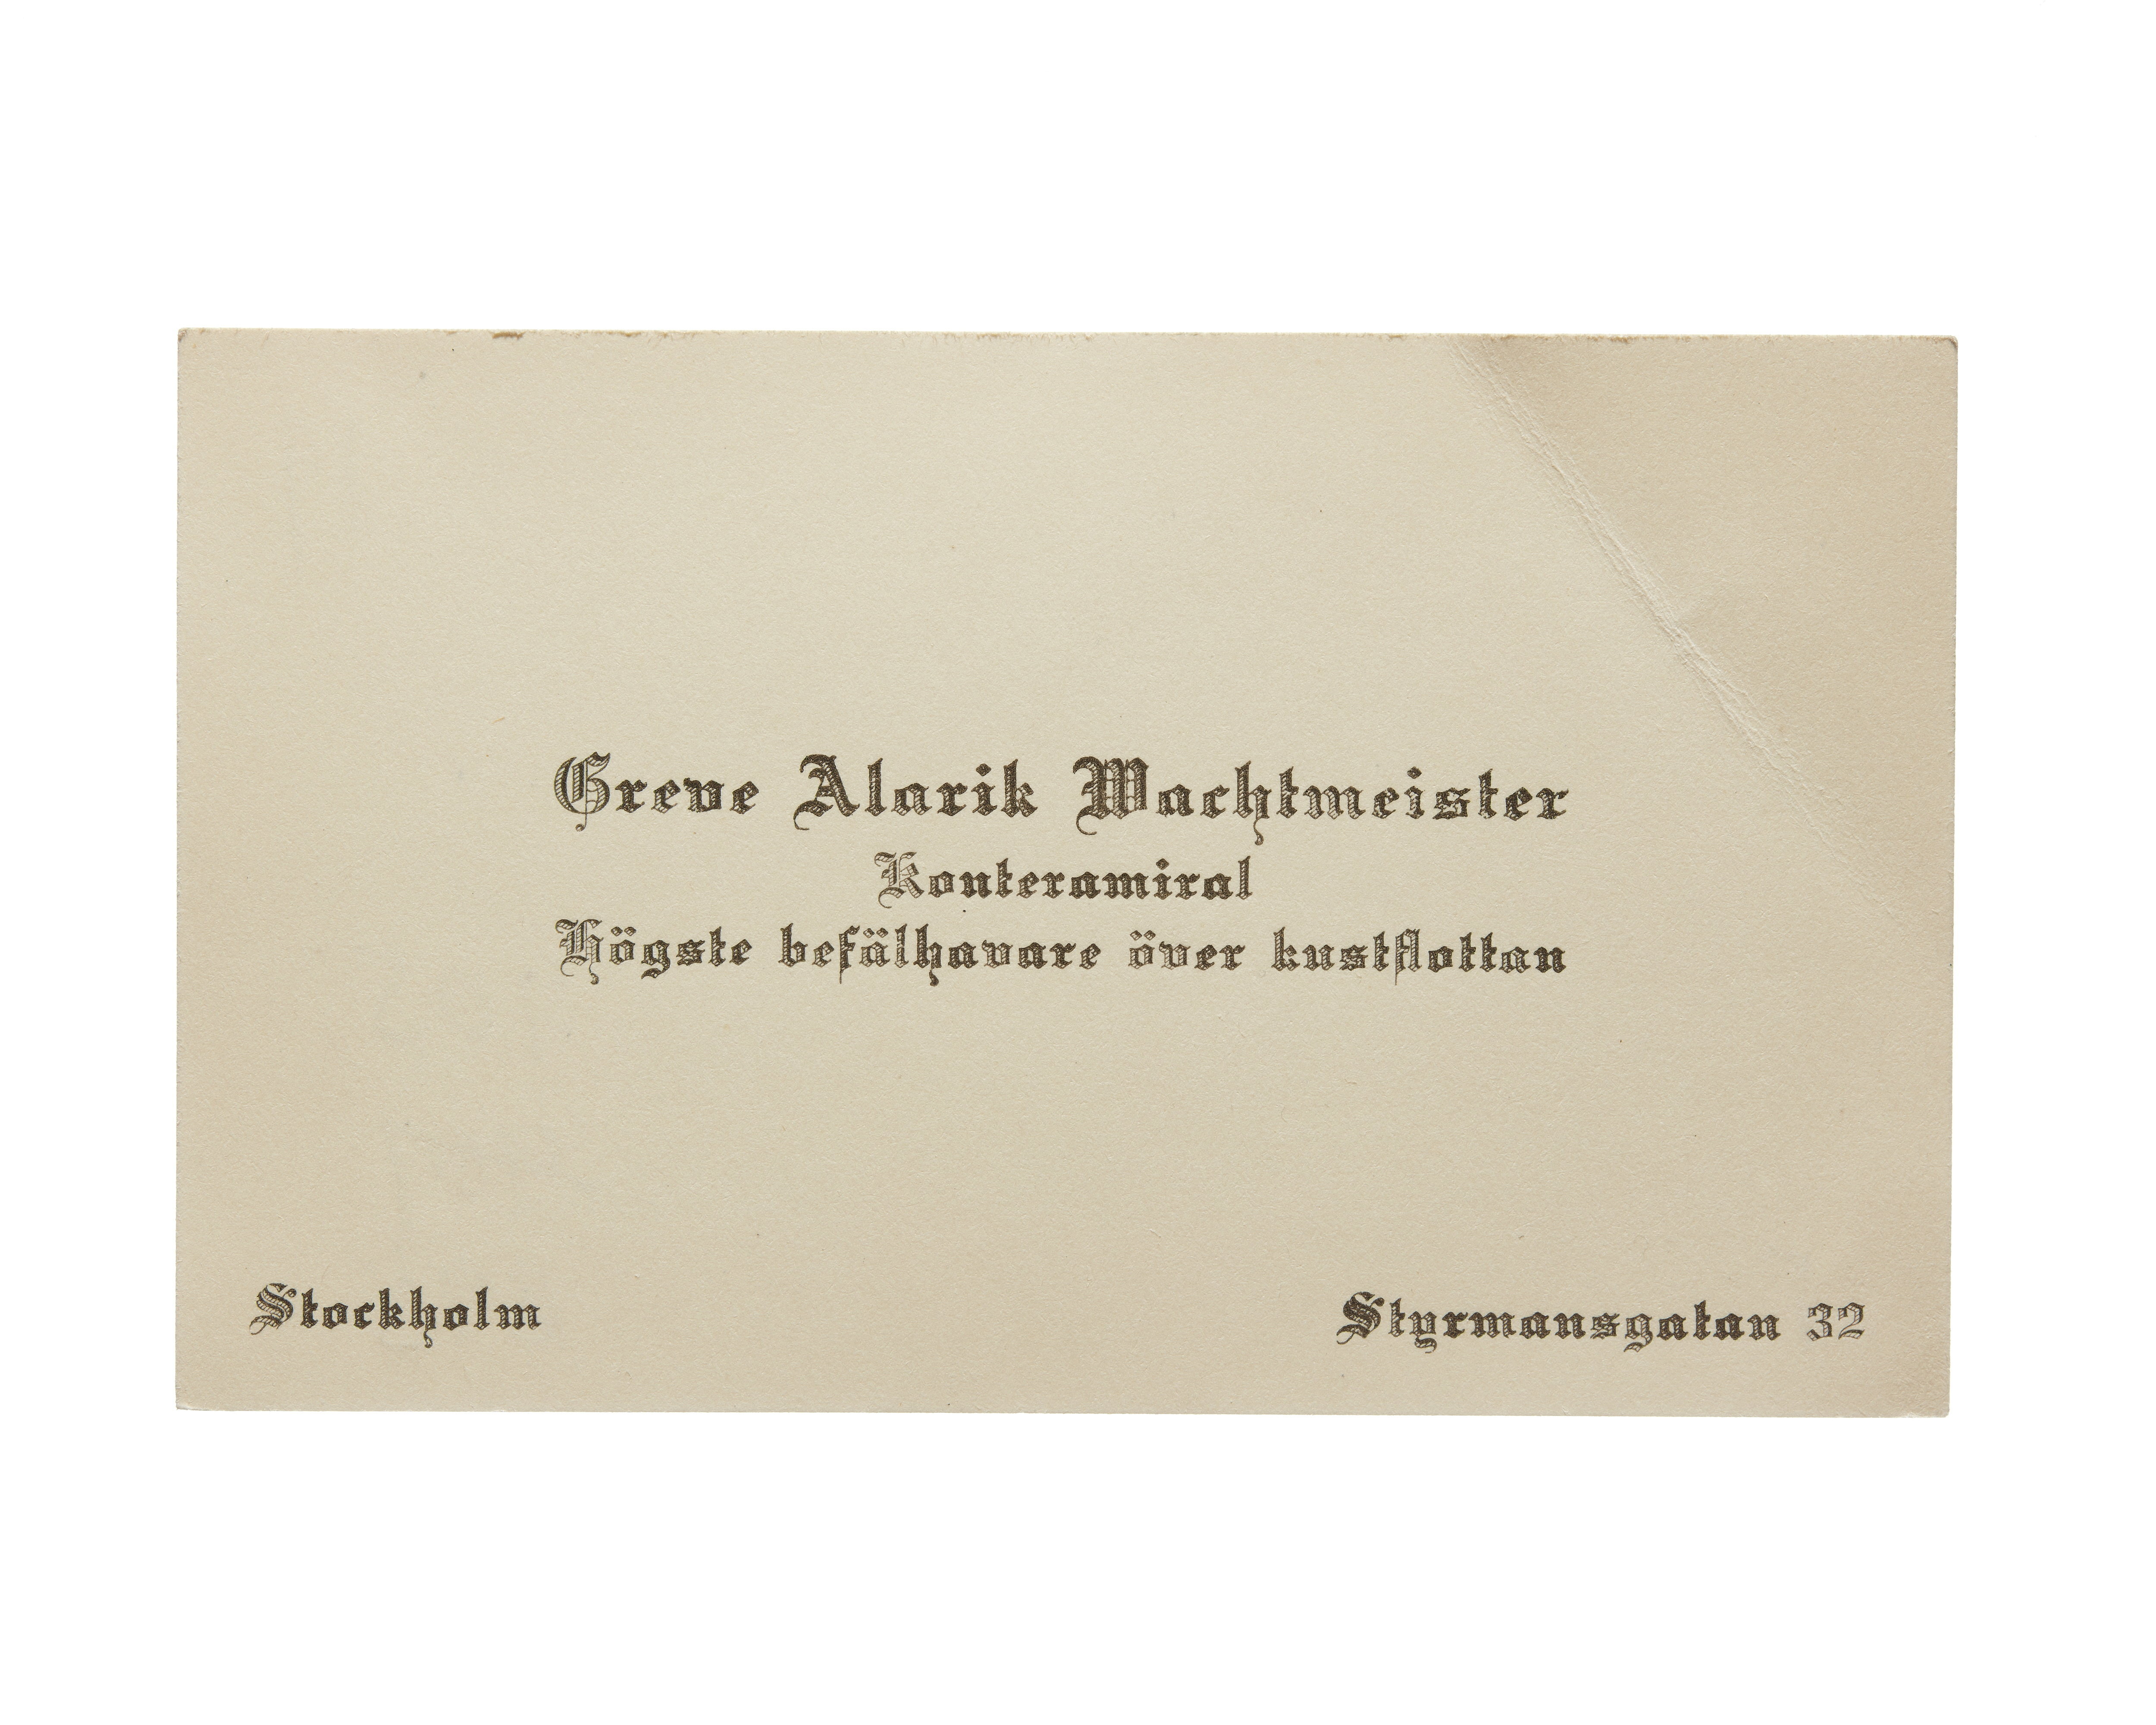 Greve Alarik Wachtmeister
Konteramiral
Högste befälhavare över kustflottan
Stockholm
Styrmansgatan 32